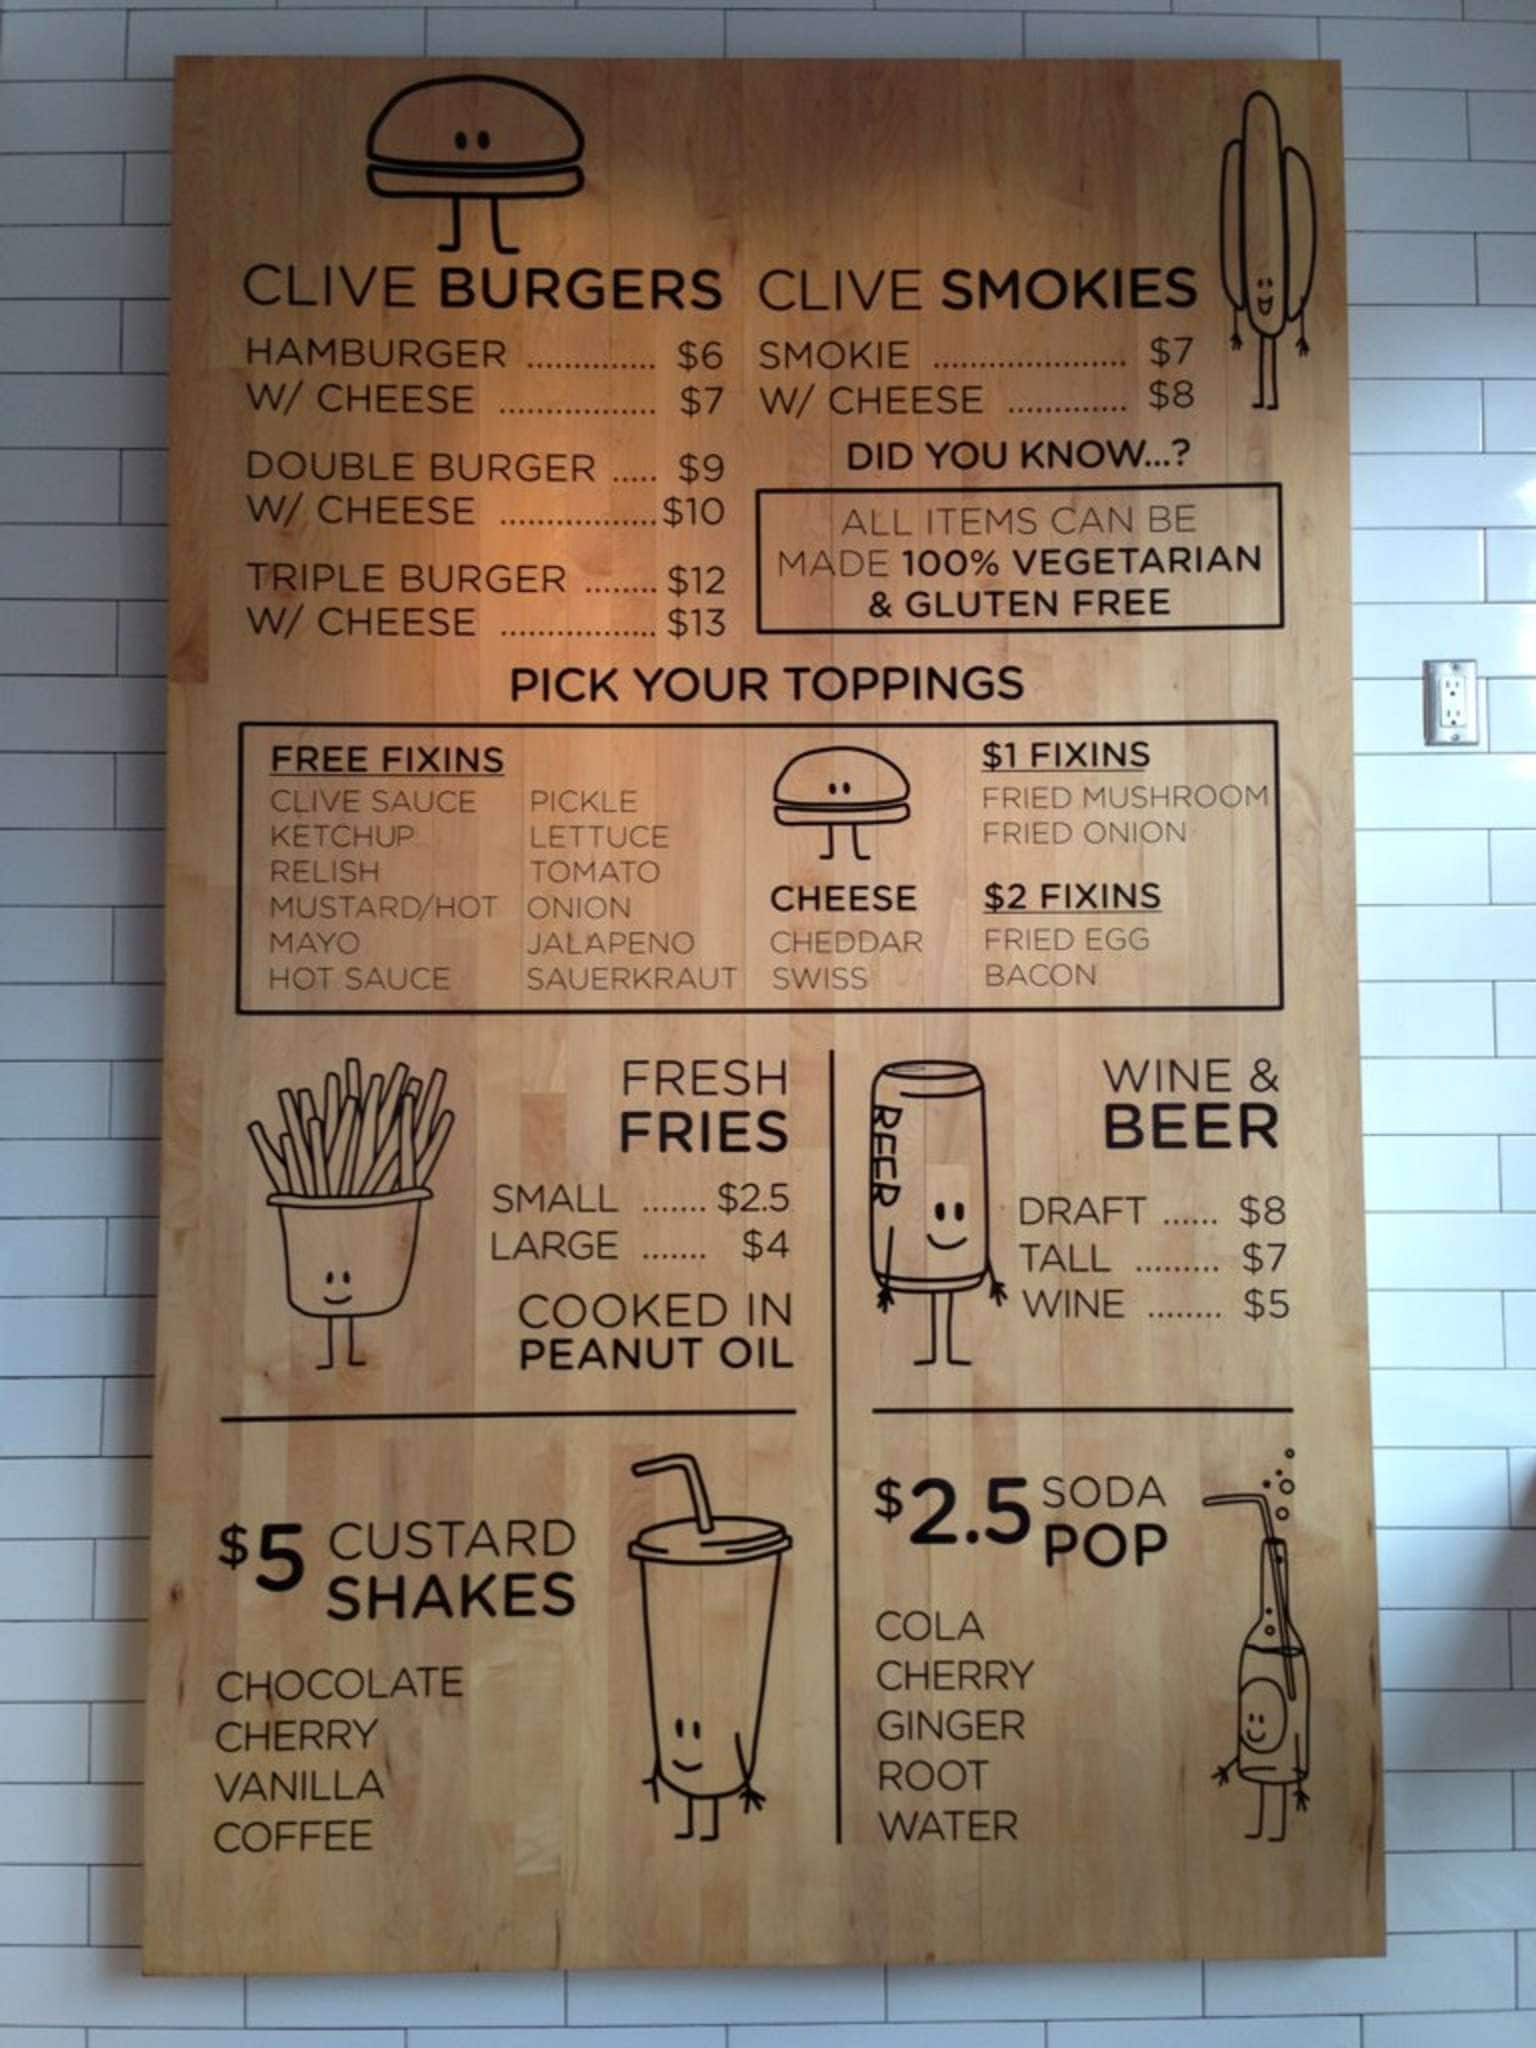 CLIVE BURGERS
HAMBURGER .............. $6
W/ CHEESE ................. $7
DOUBLE BURGER ..... $9
W/ CHEESE ................. $10
TRIPLE BURGER ........ $12
W/ CHEESE ................. $13
CLIVE SMOKIES
SMOKIE ..................... $7
W/ CHEESE ............. $8
DID YOU KNOW...?
ALL ITEMS CAN BE
MADE 100% VEGETARIAN
& GLUTEN FREE
PICK YOUR TOPPINGS
FREE FIXINS
CLIVE SAUCE
KETCHUP
RELISH
MUSTARD/HOT
MAYO
HOT SAUCE
PICKLE
LETTUCE
TOMATO
ONION
JALAPENO
SAUERKRAUT
CHEESE
CHEDDAR
SWISS
$1 FIXINS
FRIED MUSHROOM
FRIED ONION
$2 FIXINS
FRIED EGG
BACON
FRESH
FRIES
SMALL ....... $2.5
LARGE ....... $4
COOKED IN
PEANUT OIL
BEER
WINE &
BEER
DRAFT ...... $8
TALL ......... $7
WINE ........ $5
$5 CUSTARD
SHAKES
CHOCOLATE
CHERRY
VANILLA
COFFEE
$2.5 SODA
POP
COLA
CHERRY
GINGER
ROOT
WATER